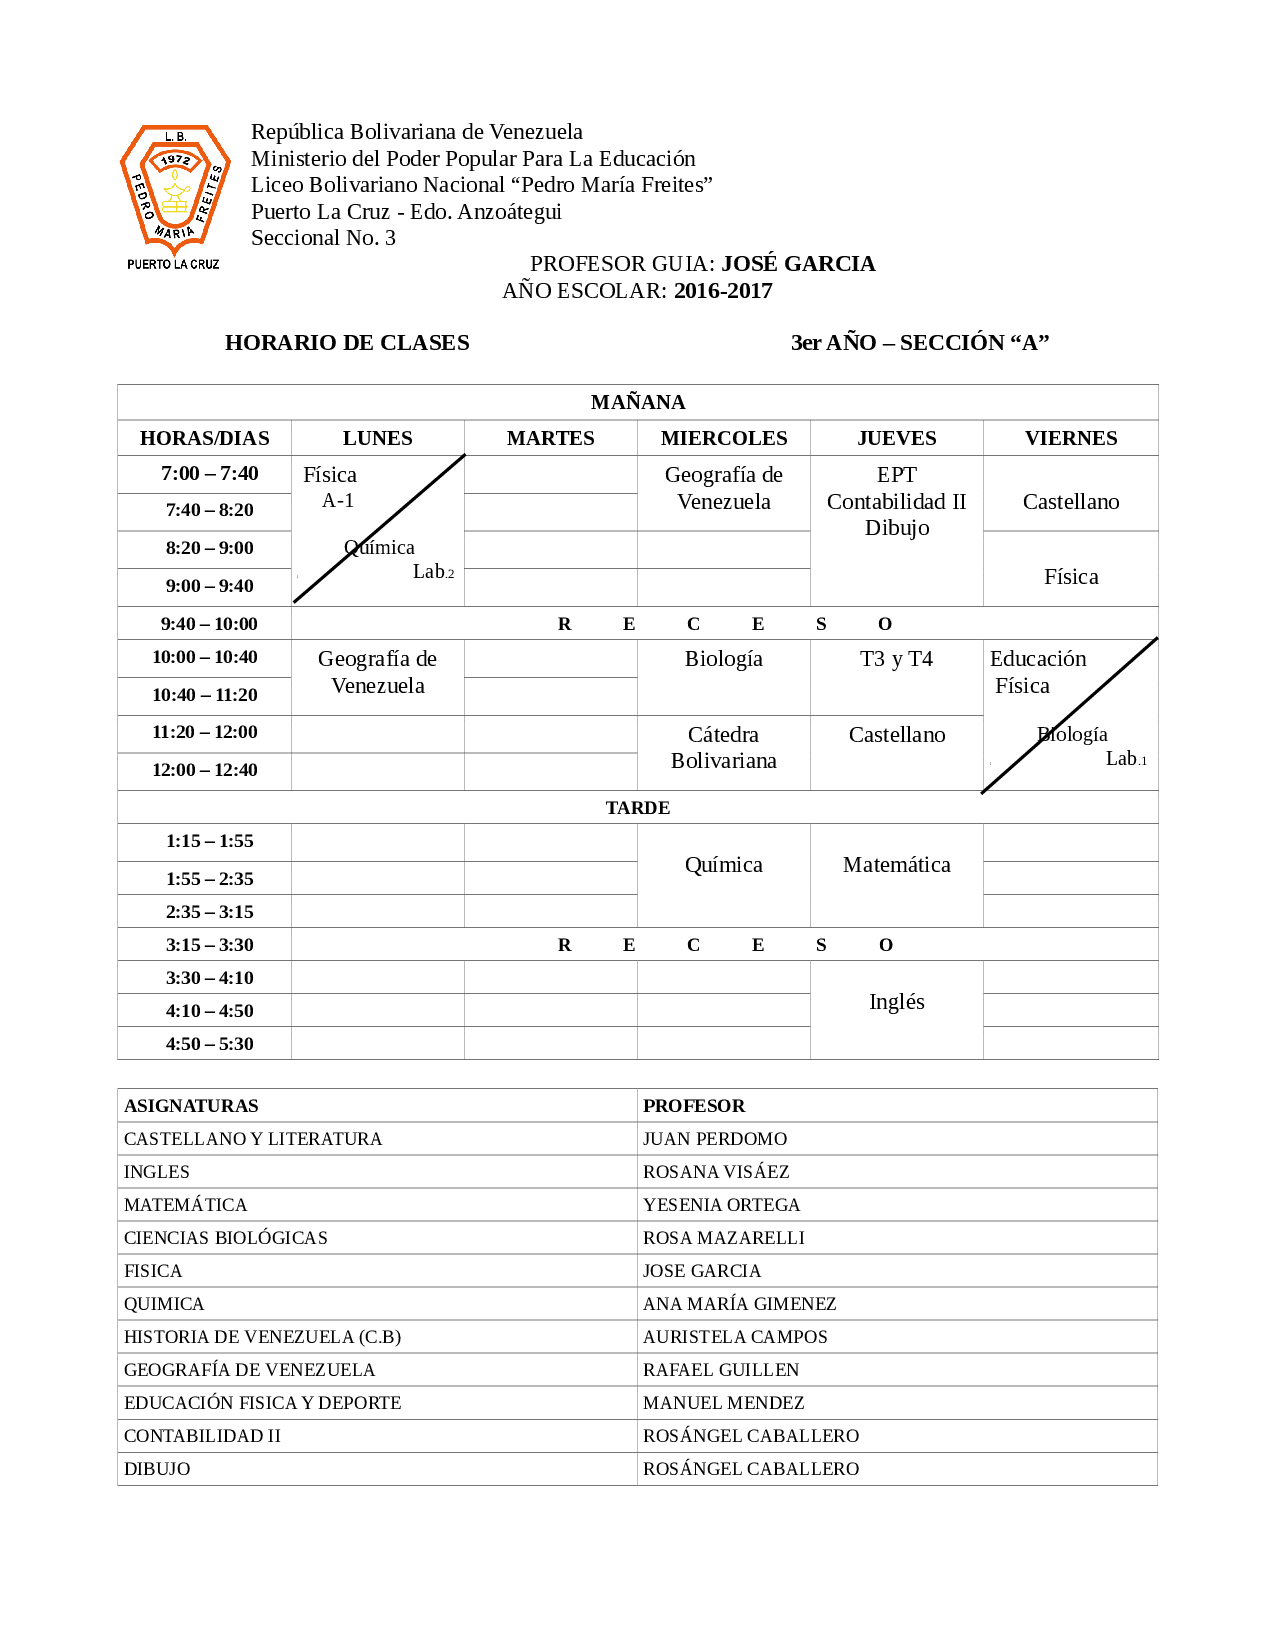 L. B.
1972
PEDRO MARIA FREITES
PUERTO LA CRUZ
República Bolivariana de Venezuela
Ministerio del Poder Popular Para La Educación
Liceo Bolivariano Nacional “Pedro María Freites”
Puerto La Cruz - Edo. Anzoátegui
Seccional No. 3
PROFESOR GUIA: JOSÉ GARCIA
AÑO ESCOLAR: 2016-2017
HORARIO DE CLASES 3er AÑO – SECCIÓN “A”
MAÑANA
HORAS/DIAS LUNES MARTES MIERCOLES JUEVES VIERNES
7:00 – 7:40 Física Geografía de EPT
A-1 Venezuela Contabilidad II Castellano
7:40 – 8:20 Dibujo
8:20 – 9:00 Química
Lab.2 Física
9:00 – 9:40
9:40 – 10:00 R E C E S O
10:00 – 10:40 Geografía de Biología T3 y T4 Educación
10:40 – 11:20 Venezuela Física
11:20 – 12:00 Cátedra Castellano Biología
12:00 – 12:40 Bolivariana Lab.1
TARDE
1:15 – 1:55
Química Matemática
1:55 – 2:35
2:35 – 3:15
3:15 – 3:30 R E C E S O
3:30 – 4:10
4:10 – 4:50 Inglés
4:50 – 5:30
ASIGNATURAS PROFESOR
CASTELLANO Y LITERATURA JUAN PERDOMO
INGLES ROSANA VISÁEZ
MATEMÁTICA YESENIA ORTEGA
CIENCIAS BIOLÓGICAS ROSA MAZARELLI
FISICA JOSE GARCIA
QUIMICA ANA MARÍA GIMENEZ
HISTORIA DE VENEZUELA (C.B) AURISTELA CAMPOS
GEOGRAFÍA DE VENEZUELA RAFAEL GUILLEN
EDUCACIÓN FISICA Y DEPORTE MANUEL MENDEZ
CONTABILIDAD II ROSÁNGEL CABALLERO
DIBUJO ROSÁNGEL CABALLERO